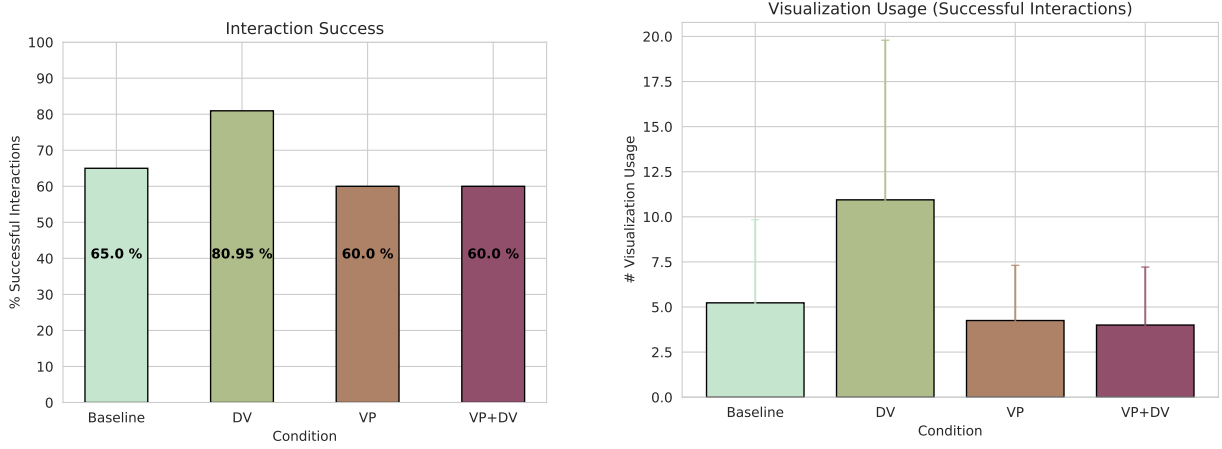 Interaction Success
100
90
80
70
60
50
40
30
20
10
0
% Successful Interactions
65.0 %
80.95 %
60.0 %
60.0 %
Baseline
DV
VP
VP+DV
Condition
Visualization Usage (Successful Interactions)
20.0
17.5
15.0
12.5
10.0
7.5
5.0
2.5
0.0
# Visualization Usage
Baseline
DV
VP
VP+DV
Condition